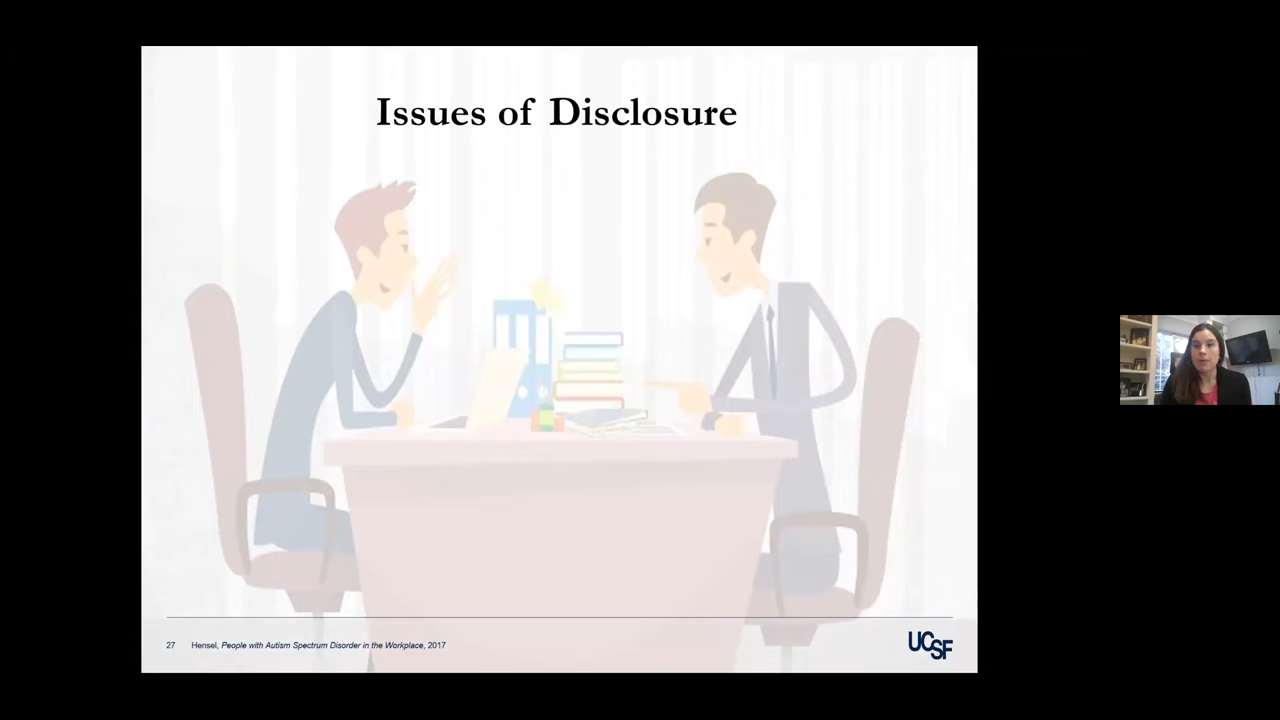 Issues of Disclosure
27 Hensel, People with Autism Spectrum Disorder in the Workplace, 2017
UCSF